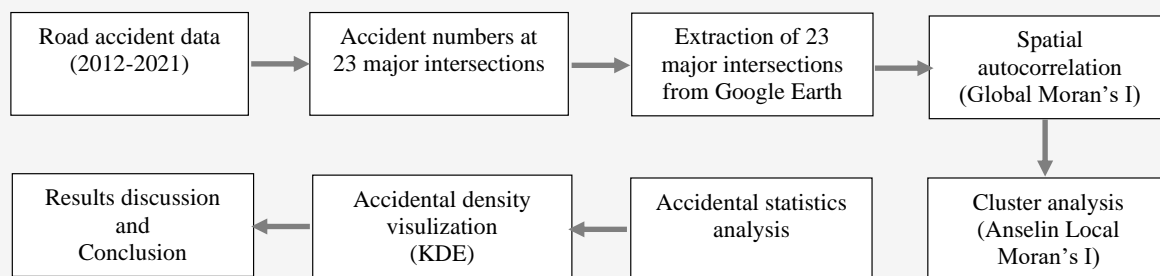 Road accident data
(2012-2021)
Accident numbers at
23 major intersections
Extraction of 23
major intersections
from Google Earth
Spatial
autocorrelation
(Global Moran's I)
Cluster analysis
(Anselin Local
Moran's I)
Accidental statistics
analysis
Accidental density
visulization
(KDE)
Results discussion
and
Conclusion